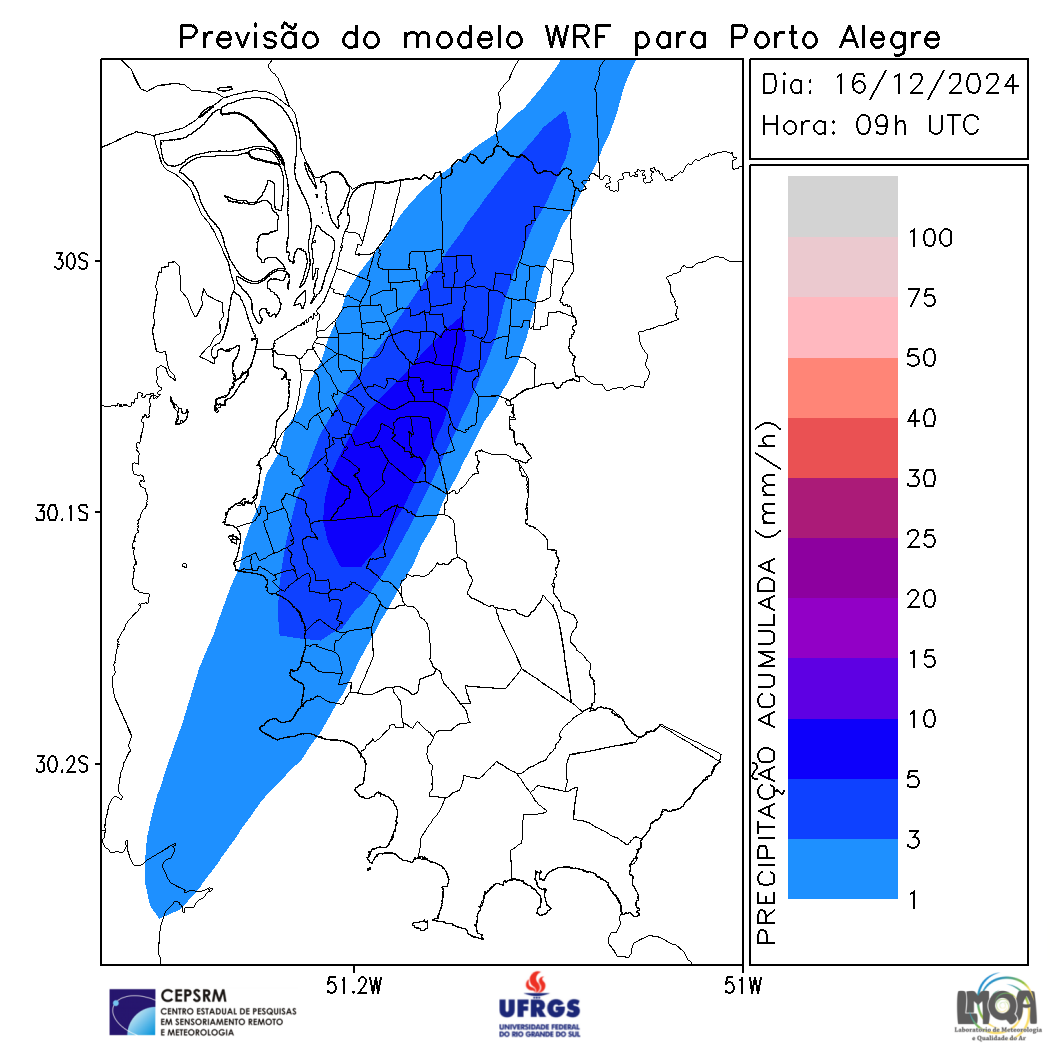 Previsão do modelo WRF para Porto Alegre
Dia: 16/12/2024
Hora: 09h UTC
30S
30.1S
30.2S
51.2W
51W
PRECIPITAÇÃO ACUMULADA (mm/h)
100
75
50
40
30
25
20
15
10
5
3
1
CEPSRM
CENTRO ESTADUAL DE PESQUISAS
EM SENSORIAMENTO REMOTO
E METEOROLOGIA
UFRGS
UNIVERSIDADE FEDERAL
DO RIO GRANDE DO SUL
LMQA
Laboratório de Meteorologia
e Qualidade do Ar